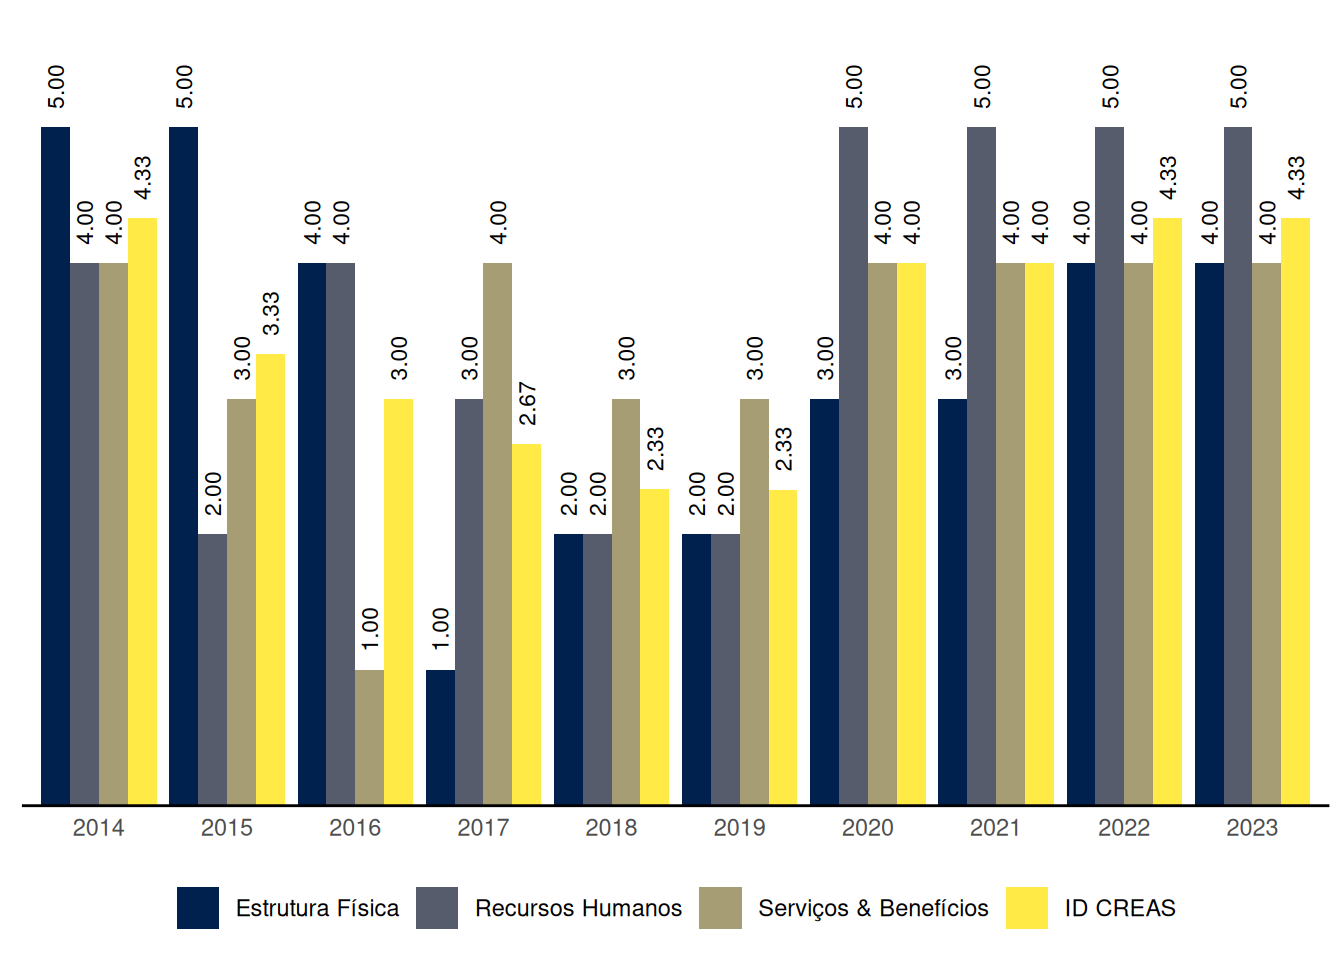 5.00 5.00 5.00 5.00 5.00 5.00
4.33 4.33 4.33
4.00 4.00 4.00 4.00 4.00 4.00 4.00 4.00 4.00 4.00 4.00 4.00 4.00
3.33
3.00 3.00 3.00 3.00 3.00 3.00 3.00
2.67
2.33 2.33
2.00 2.00 2.00 2.00 2.00
1.00 1.00
2014 2015 2016 2017 2018 2019 2020 2021 2022 2023
Estrutura Física Recursos Humanos Serviços & Benefícios ID CREAS